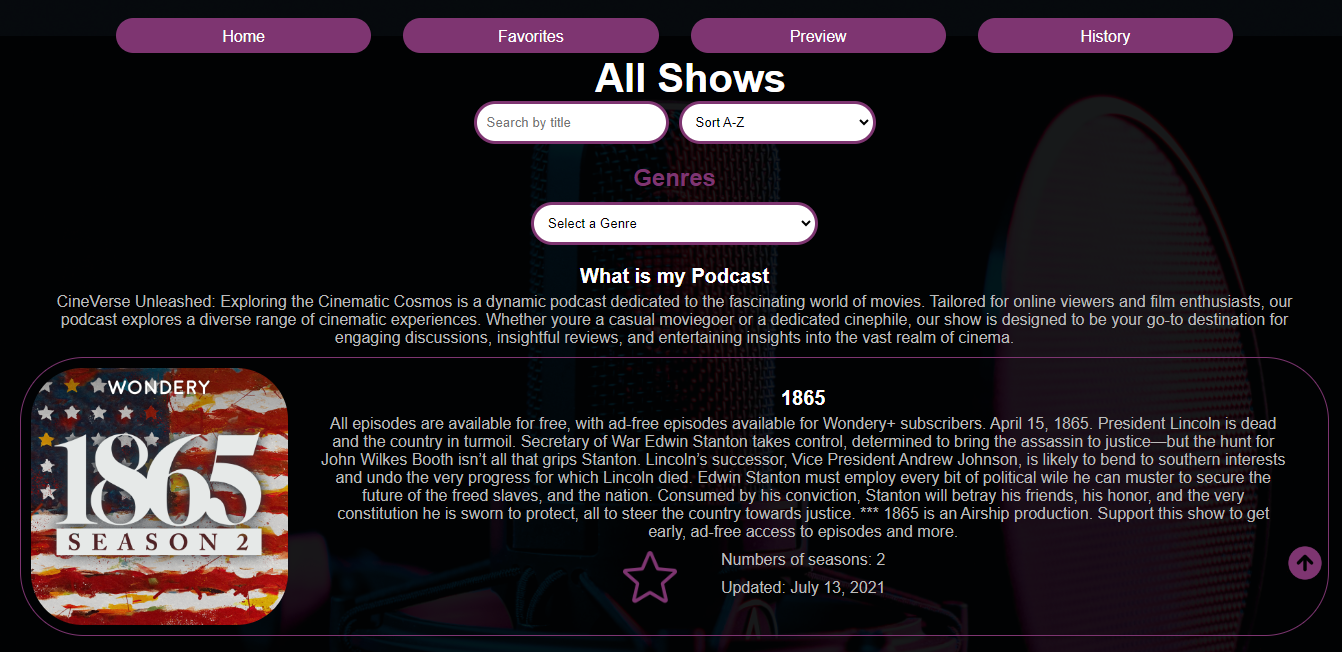 Home
Favorites
Preview
History
All Shows
Search by title
Sort A-Z
Genres
Select a Genre
What is my Podcast
CineVerse Unleashed: Exploring the Cinematic Cosmos is a dynamic podcast dedicated to the fascinating world of movies. Tailored for online viewers and film enthusiasts, our
podcast explores a diverse range of cinematic experiences. Whether youre a casual moviegoer or a dedicated cinephile, our show is designed to be your go-to destination for
engaging discussions, insightful reviews, and entertaining insights into the vast realm of cinema.
WONDERY
1865
SEASON 2
1865
All episodes are available for free, with ad-free episodes available for Wondery+ subscribers. April 15, 1865. President Lincoln is dead
and the country in turmoil. Secretary of War Edwin Stanton takes control, determined to bring the assassin to justice—but the hunt for
John Wilkes Booth isn’t all that grips Stanton. Lincoln’s successor, Vice President Andrew Johnson, is likely to bend to southern interests
and undo the very progress for which Lincoln died. Edwin Stanton must employ every bit of political wile he can muster to secure the
future of the freed slaves, and the nation. Consumed by his conviction, Stanton will betray his friends, his honor, and the very
constitution he is sworn to protect, all to steer the country towards justice. *** 1865 is an Airship production. Support this show to get
early, ad-free access to episodes and more.
Numbers of seasons: 2
Updated: July 13, 2021